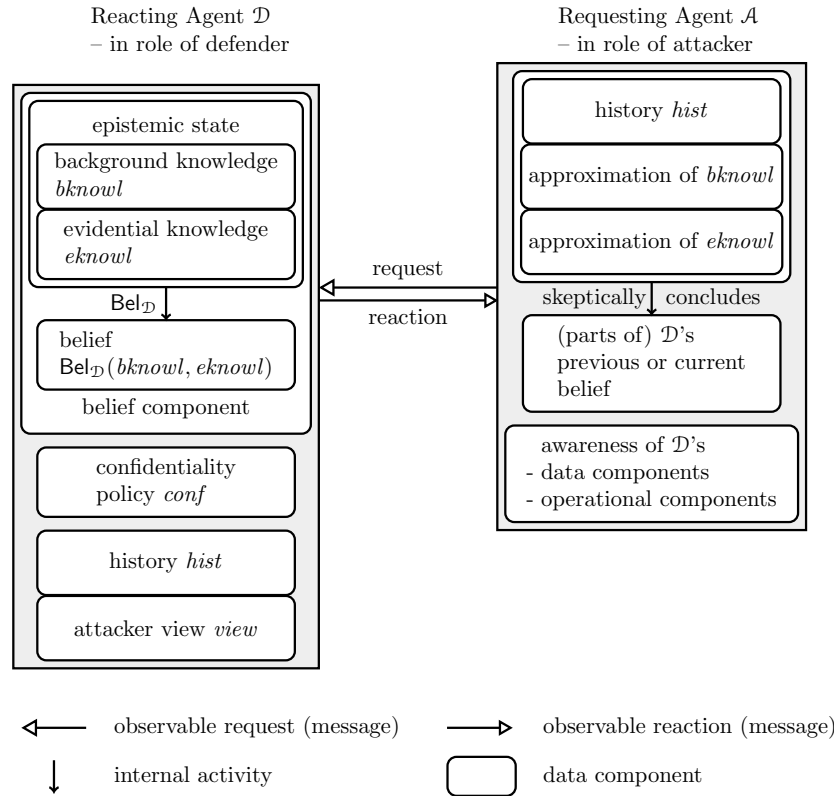 Reacting Agent 𝒟
– in role of defender
epistemic state
background knowledge
bknowl
evidential knowledge
eknowl
Bel𝒟
belief
Bel𝒟(bknowl, eknowl)
belief component
confidentiality
policy conf
history hist
attacker view view
request
reaction
Requesting Agent 𝒜
– in role of attacker
history hist
approximation of bknowl
approximation of eknowl
skeptically concludes
(parts of) 𝒟's
previous or current
belief
awareness of 𝒟's
- data components
- operational components
observable request (message)
observable reaction (message)
internal activity
data component